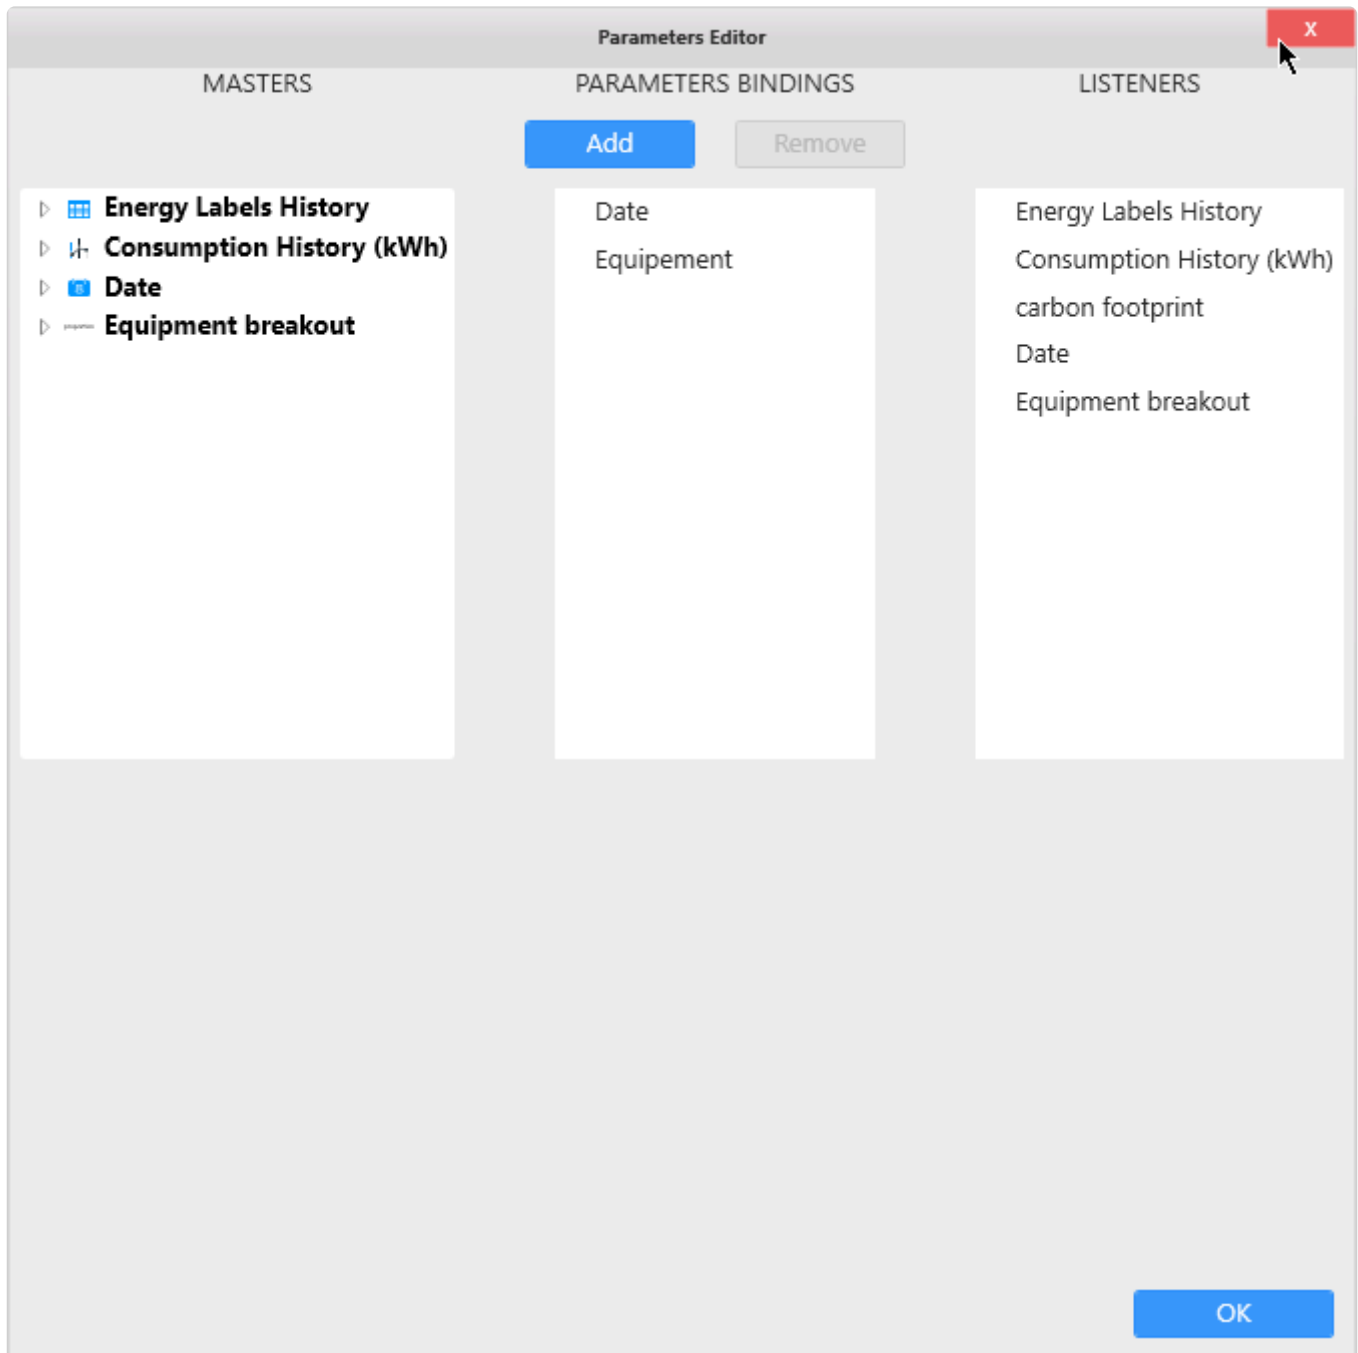 Parameters Editor
X
MASTERS
PARAMETERS BINDINGS
LISTENERS
Add
Remove
Energy Labels History
Consumption History (kWh)
Date
Equipment breakout
Date
Equipement
Energy Labels History
Consumption History (kWh)
carbon footprint
Date
Equipment breakout
OK